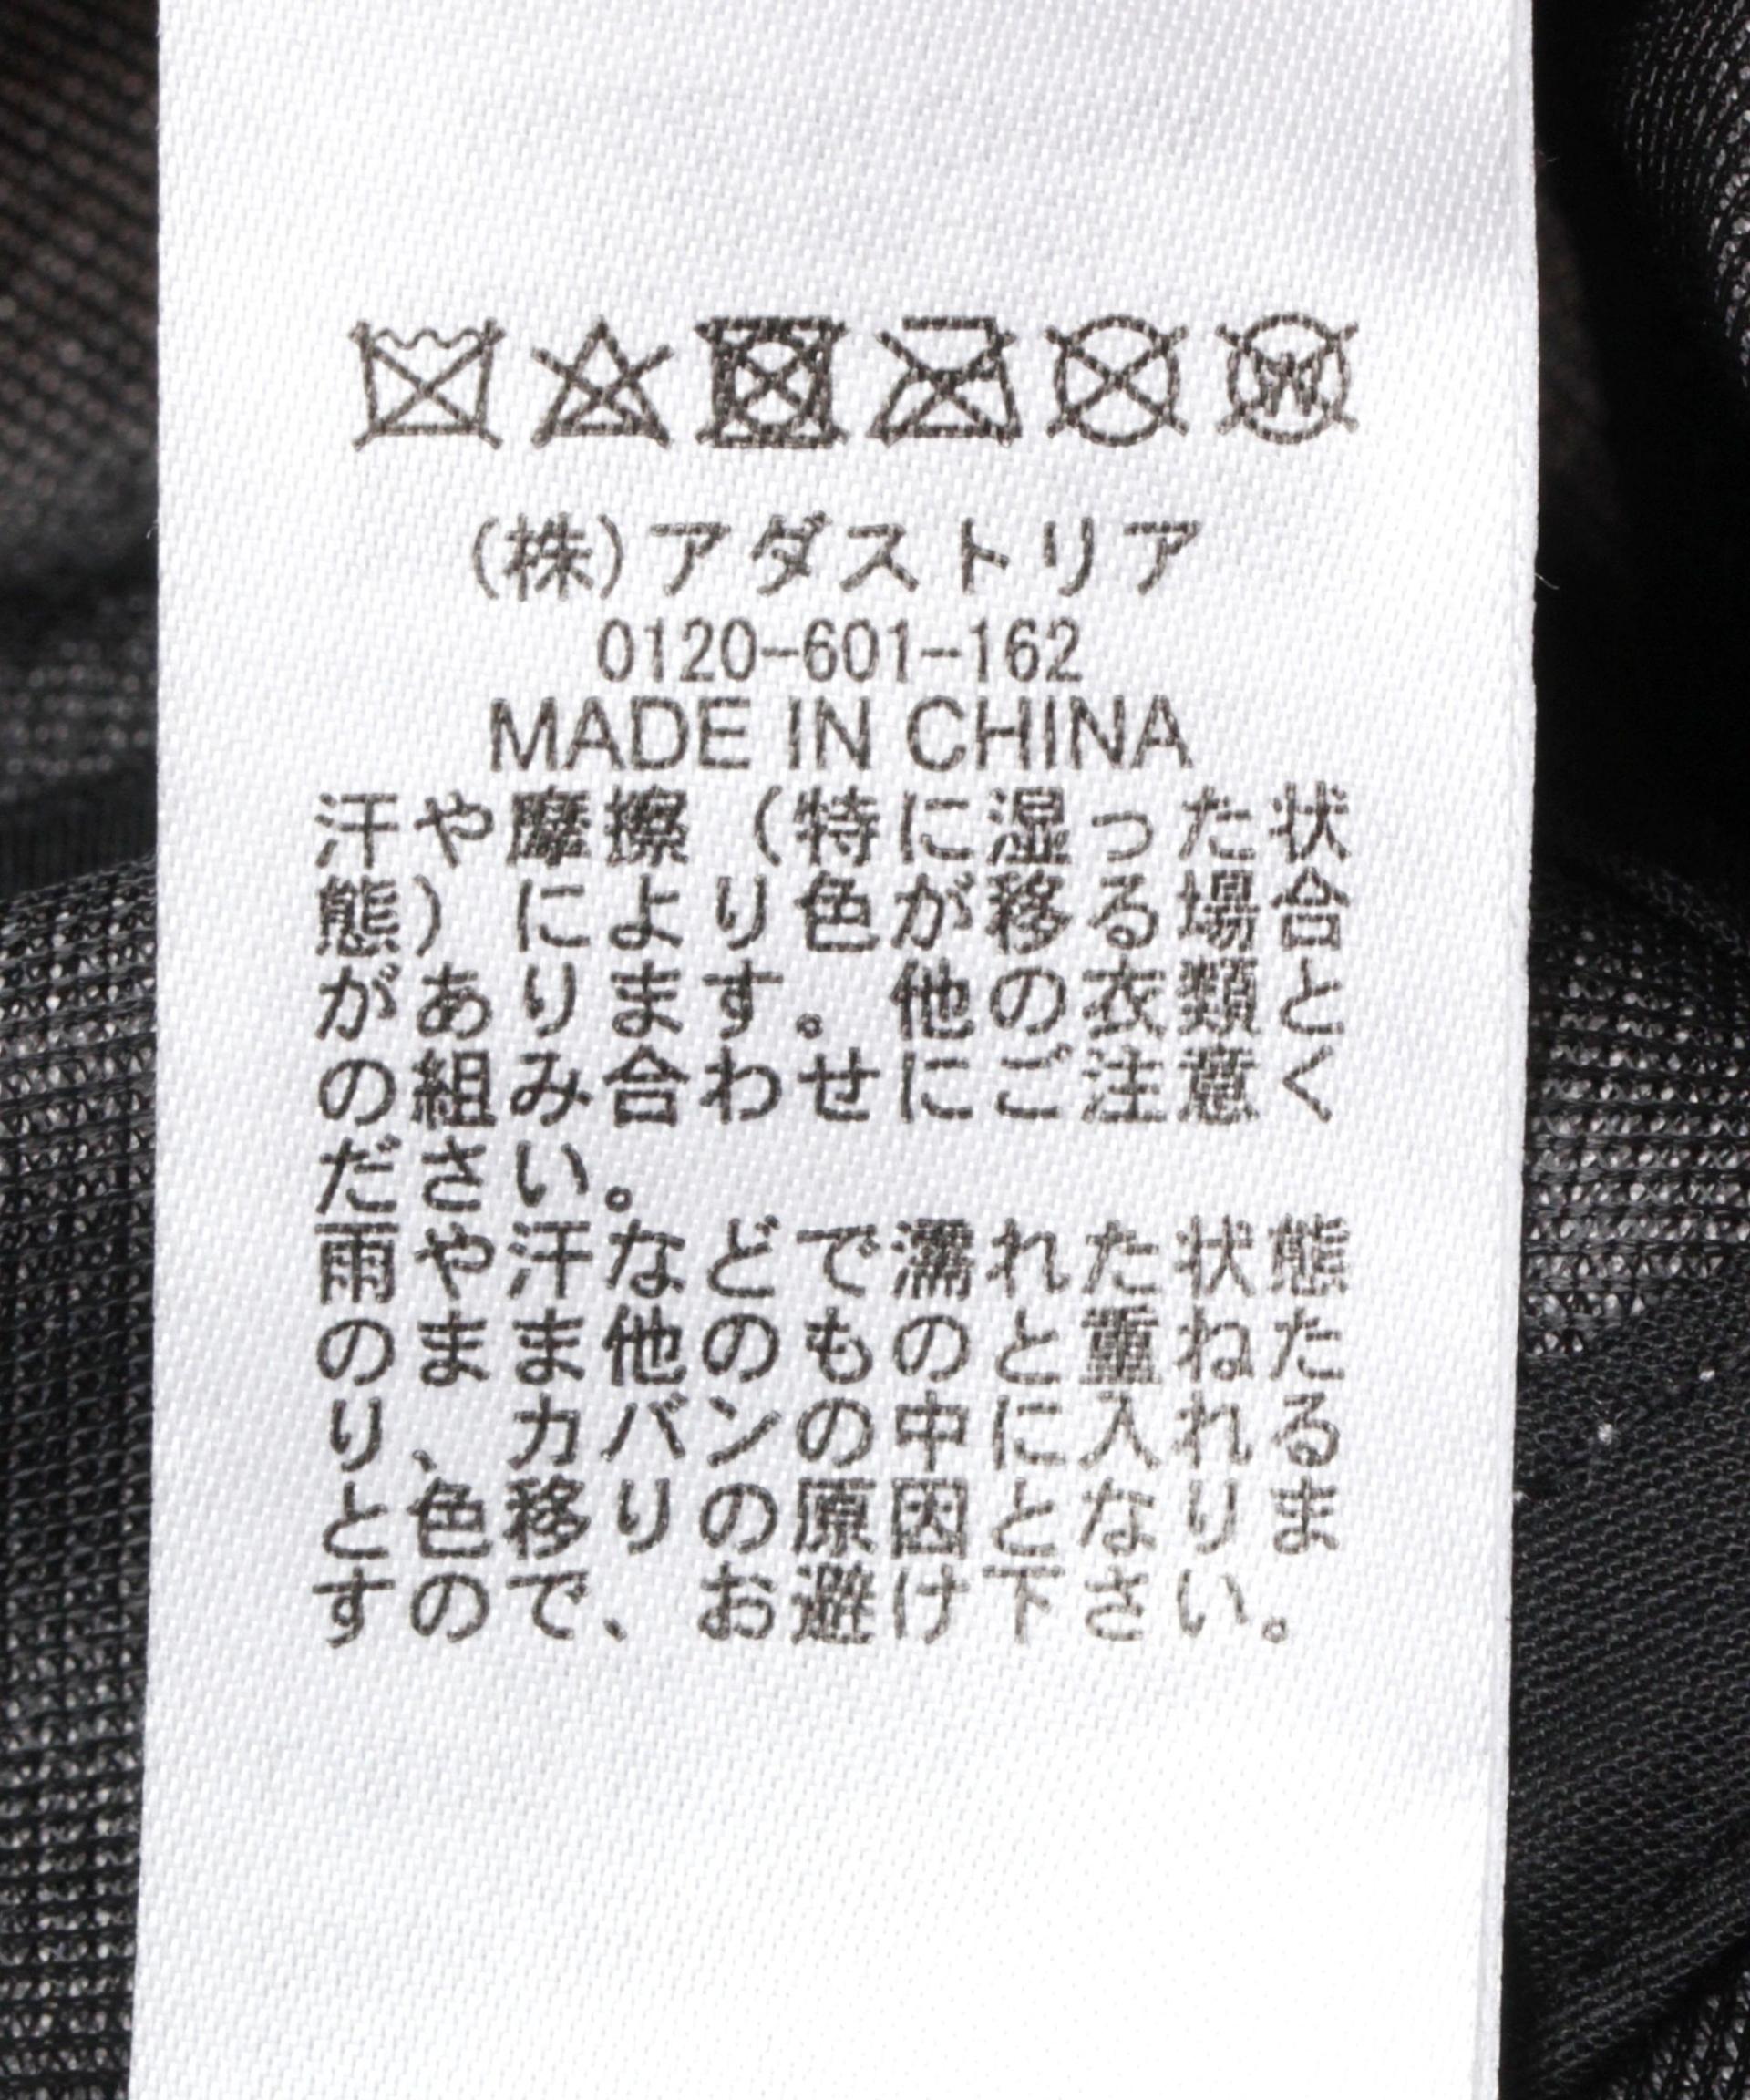 (株)アダストリア
0120-601-162
MADE IN CHINA
汗や摩擦（特に湿った状
態）により色が移る場合
があります。他の衣類と
の組み合わせにご注意く
ださい。
雨や汗などで濡れた状態
のまま他のものと重ねた
り、カバンの中に入れる
と色移りの原因となりま
すので、お避け下さい。